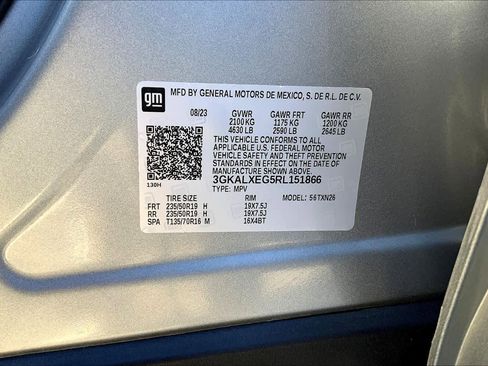 gm
MFD BY GENERAL MOTORS DE MEXICO, S. DE R.L. DE C.V.
08/23 GVWR GAWR FRT GAWR RR
2100 KG 1175 KG 1200 KG
4630 LB 2590 LB 2645 LB
THIS VEHICLE CONFORMS TO ALL
APPLICABLE U.S. FEDERAL MOTOR
VEHICLE SAFETY AND THEFT PREVENTION
STANDARDS IN EFFECT ON THE DATE OF
MANUFACTURE SHOWN ABOVE.
3GKALXEG5RL151866
130H TYPE: MPV
TIRE SIZE RIM MODEL: 56TXN26
FRT 235/50R19 H 19X7.5J
RR 235/50R19 H 19X7.5J
SPA T135/70R16 M 16X4BT